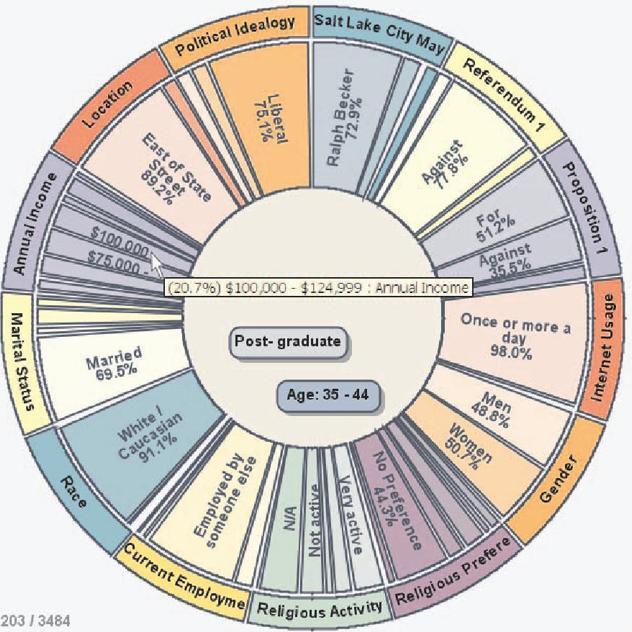 Political Idealogy
Salt Lake City May
Referendum 1
Proposition 1
Internet Usage
Gender
Religious Prefere
Religious Activity
Current Employme
Race
Marital Status
Annual Income
Location
Liberal
75.1%
Ralph Becker
72.9%
Against
77.8%
For
51.2%
Against
35.5%
Once or more a
day
98.0%
Men
48.8%
Women
50.7%
No Preference
44.3%
Very active
Not active
N/A
Employed by
someone else
White /
Caucasian
91.1%
Married
69.5%
$75,000 -
$100,000
East of State
Street
89.2%
(20.7%) $100,000 - $124,999 : Annual Income
Post- graduate
Age: 35 - 44
203 / 3484